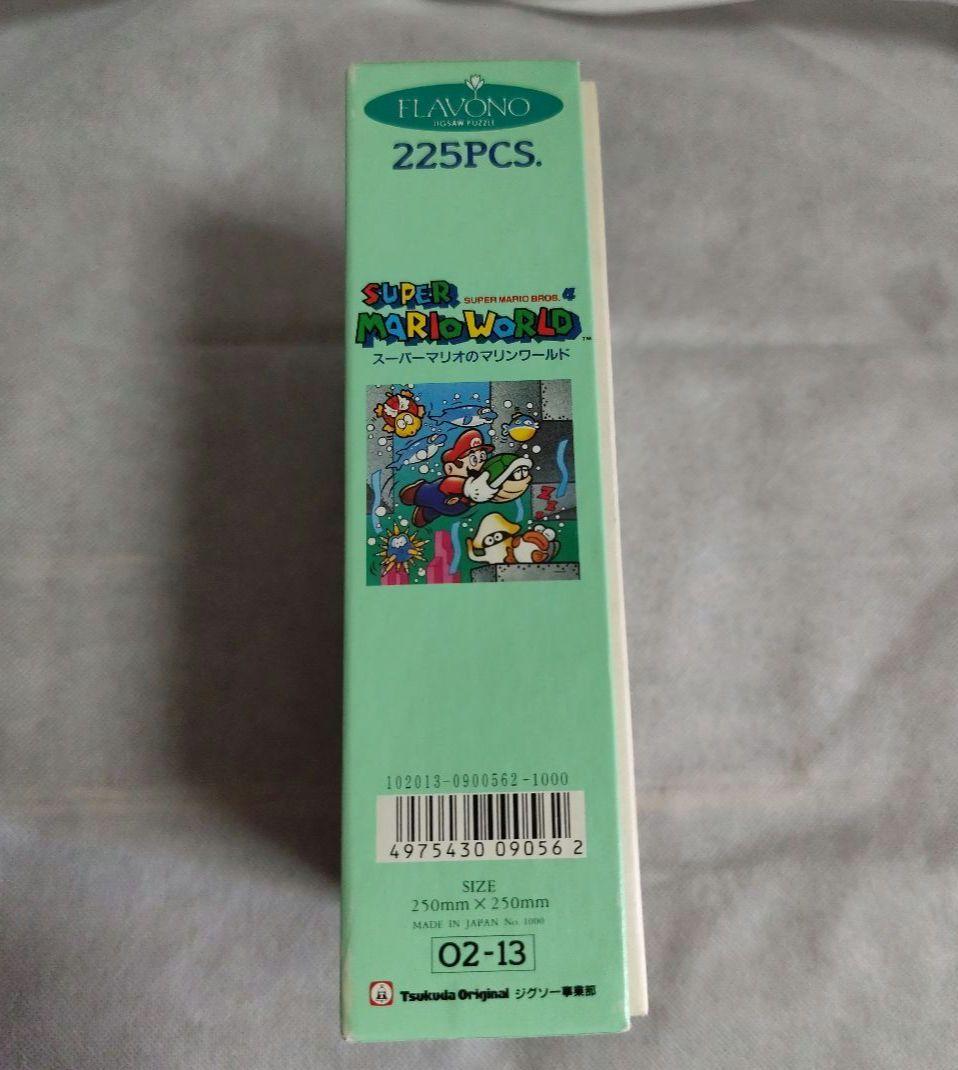 FLAVONO
JIGSAW PUZZLE
225PCS.
SUPER SUPER MARIO BROS. 4
MARIO WORLD™
スーパーマリオのマリンワールド
ZZZ
102013-0900562-1000
4975430 09056 2
SIZE
250mm×250mm
MADE IN JAPAN No. 1000
02-13
Tsukuda Original ジグソー事業部